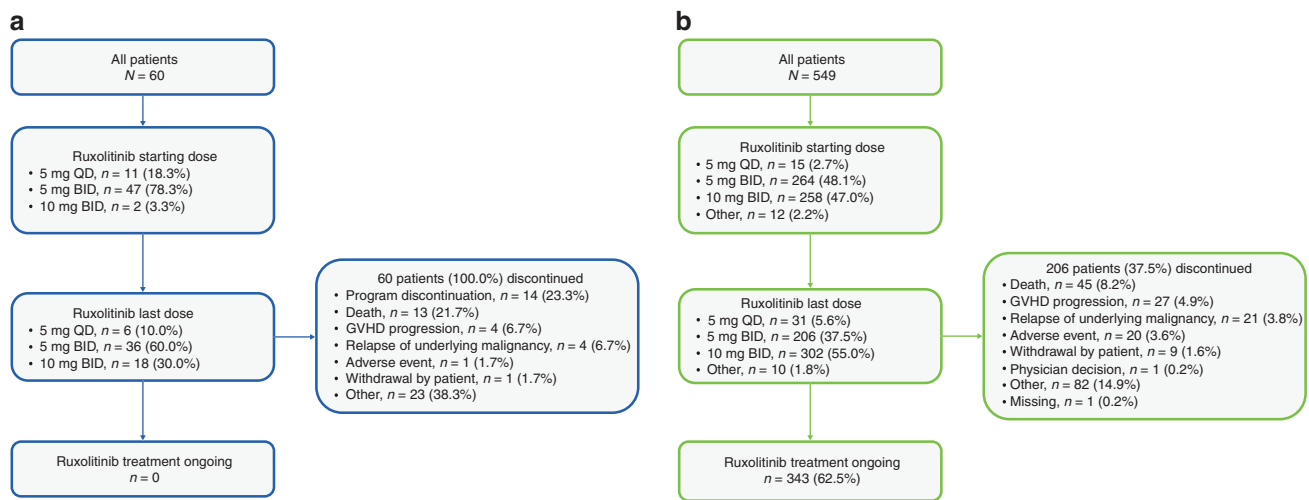 a
All patients
N = 60
Ruxolitinib starting dose
• 5 mg QD, n = 11 (18.3%)
• 5 mg BID, n = 47 (78.3%)
• 10 mg BID, n = 2 (3.3%)
Ruxolitinib last dose
• 5 mg QD, n = 6 (10.0%)
• 5 mg BID, n = 36 (60.0%)
• 10 mg BID, n = 18 (30.0%)
60 patients (100.0%) discontinued
• Program discontinuation, n = 14 (23.3%)
• Death, n = 13 (21.7%)
• GVHD progression, n = 4 (6.7%)
• Relapse of underlying malignancy, n = 4 (6.7%)
• Adverse event, n = 1 (1.7%)
• Withdrawal by patient, n = 1 (1.7%)
• Other, n = 23 (38.3%)
Ruxolitinib treatment ongoing
n = 0
b
All patients
N = 549
Ruxolitinib starting dose
• 5 mg QD, n = 15 (2.7%)
• 5 mg BID, n = 264 (48.1%)
• 10 mg BID, n = 258 (47.0%)
• Other, n = 12 (2.2%)
Ruxolitinib last dose
• 5 mg QD, n = 31 (5.6%)
• 5 mg BID, n = 206 (37.5%)
• 10 mg BID, n = 302 (55.0%)
• Other, n = 10 (1.8%)
206 patients (37.5%) discontinued
• Death, n = 45 (8.2%)
• GVHD progression, n = 27 (4.9%)
• Relapse of underlying malignancy, n = 21 (3.8%)
• Adverse event, n = 20 (3.6%)
• Withdrawal by patient, n = 9 (1.6%)
• Physician decision, n = 1 (0.2%)
• Other, n = 82 (14.9%)
• Missing, n = 1 (0.2%)
Ruxolitinib treatment ongoing
n = 343 (62.5%)